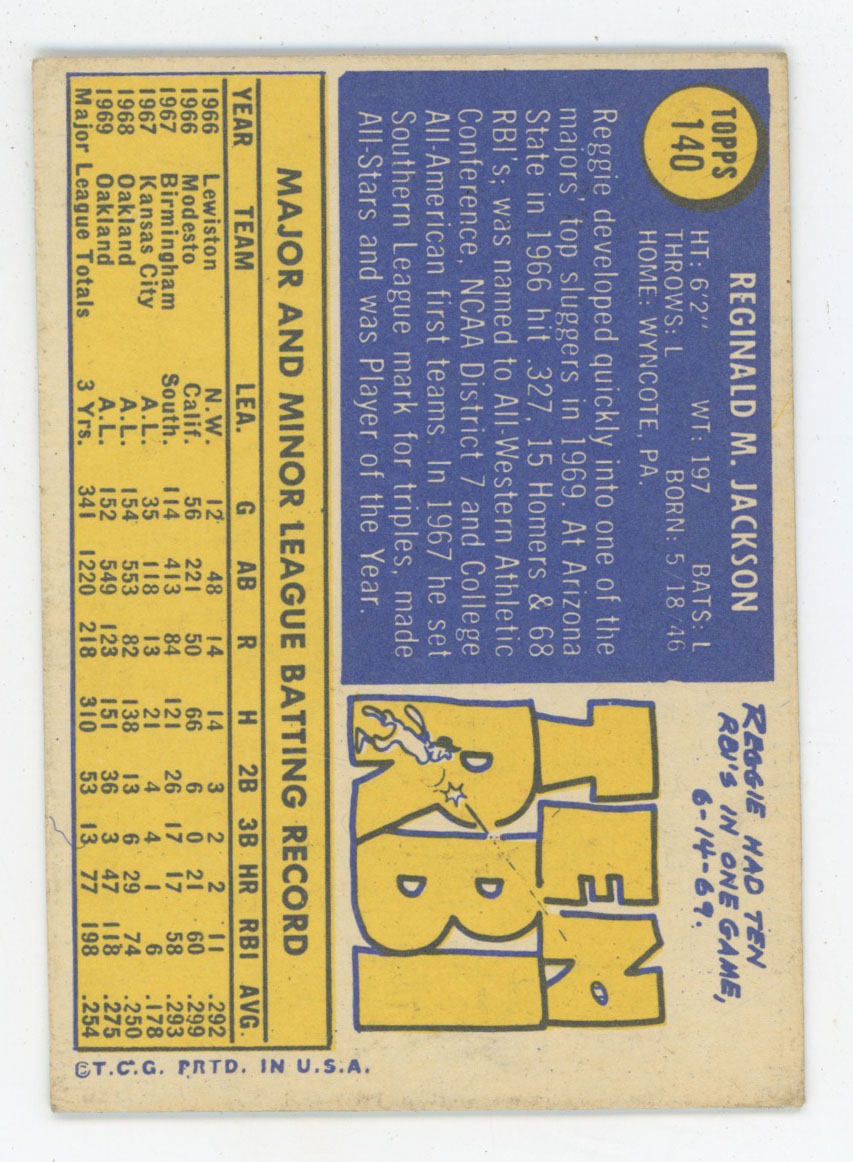 TOPPS
140
REGINALD M. JACKSON
HT: 6'2" WT: 197 BATS: L
THROWS: L BORN: 5/18/46
HOME: WYNCOTE, PA.
Reggie developed quickly into one of the
majors' top sluggers in 1969. At Arizona
State in 1966 hit .327, 15 Homers & 68
RBI's; was named to All-Western Athletic
Conference, NCAA District 7 and College
All-American first teams. In 1967 he set
Southern League mark for triples, made
All-Stars and was Player of the Year.
REGGIE HAD TEN
RBI'S IN ONE GAME,
6-14-69.
TEN
RBI
MAJOR AND MINOR LEAGUE BATTING RECORD
YEAR TEAM LEA. G AB R H 2B 3B HR RBI AVG.
1966 Lewiston N.W. 12 48 14 14 3 2 2 11 .292
1966 Modesto Calif. 56 221 50 66 6 0 21 60 .299
1967 Birmingham South. 114 413 84 121 26 17 17 58 .293
1967 Kansas City A.L. 35 118 13 21 4 4 1 6 .178
1968 Oakland A.L. 154 553 82 138 13 6 29 74 .250
1969 Oakland A.L. 152 549 123 151 36 3 47 118 .275
Major League Totals 3 Yrs. 341 1220 218 310 53 13 77 198 .254
©T.C.G. PRTD. IN U.S.A.